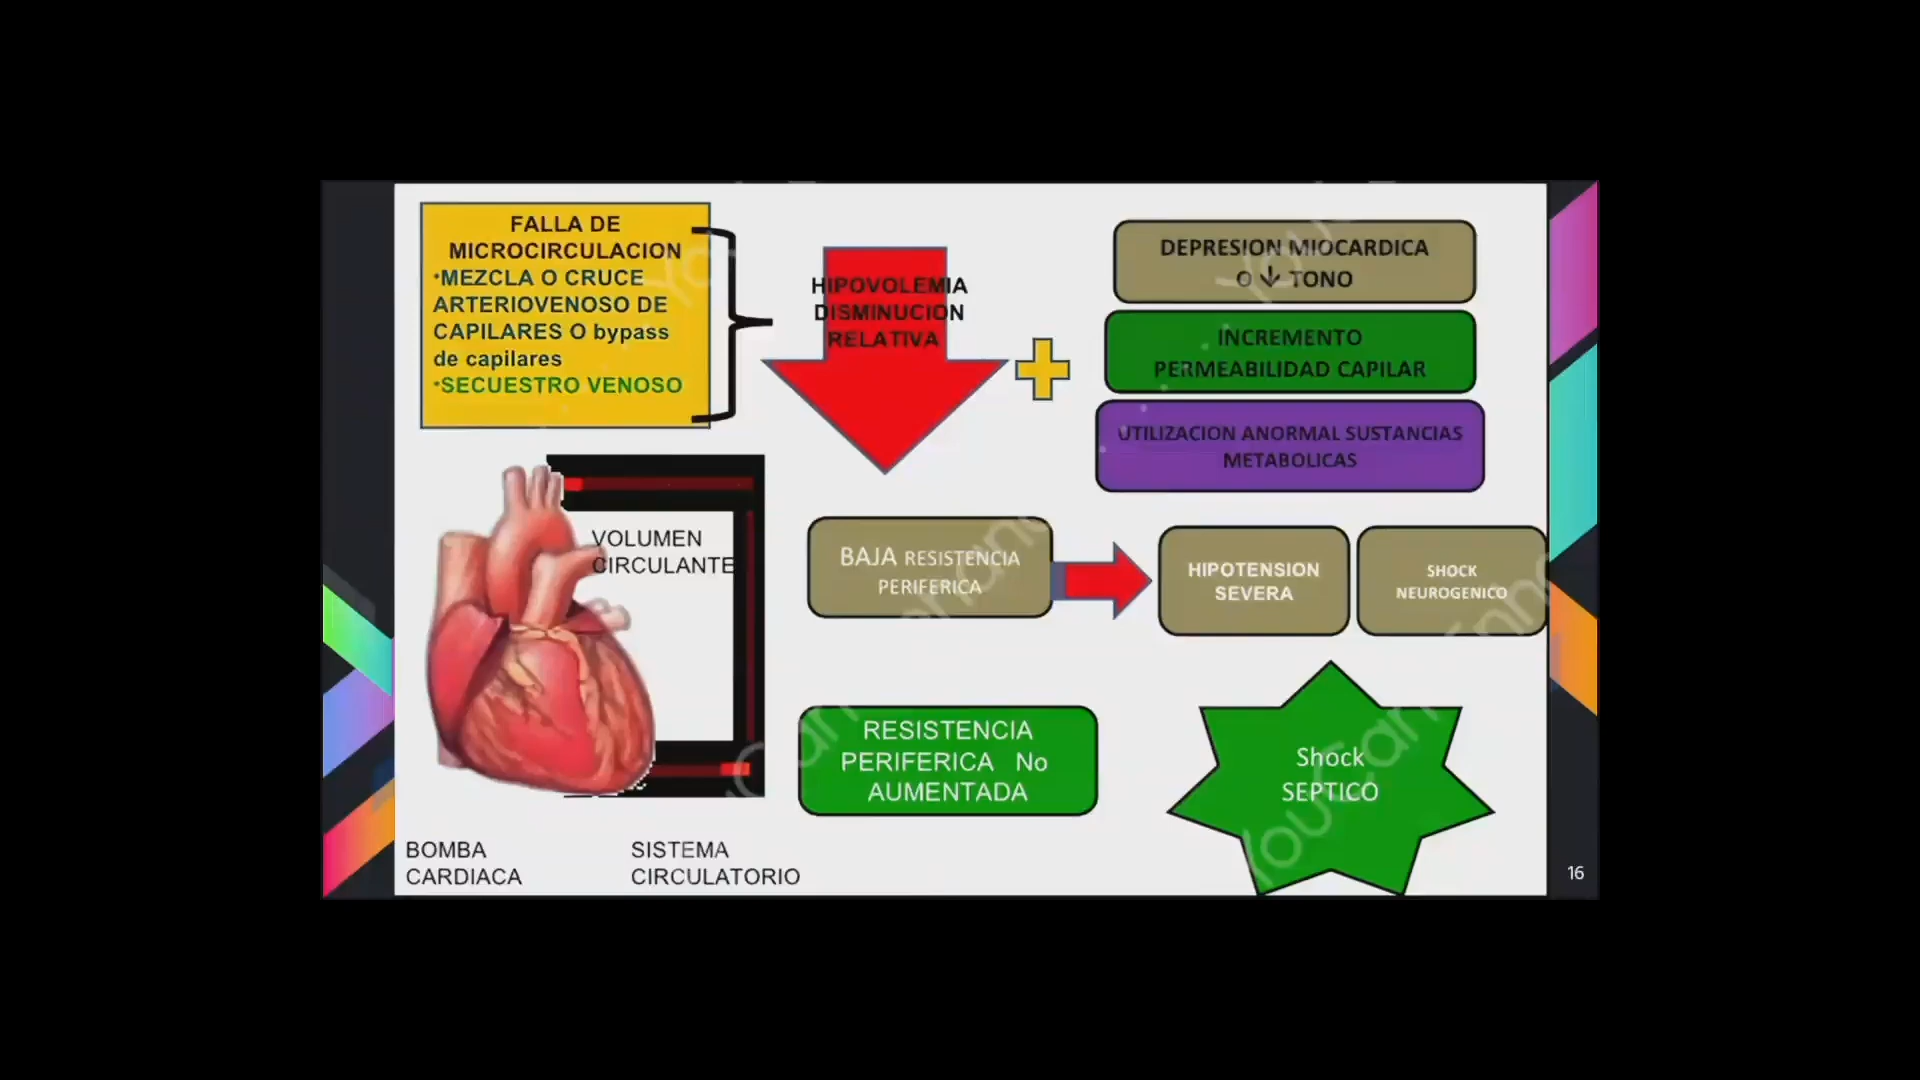 FALLA DE
MICROCIRCULACION
•MEZCLA O CRUCE
ARTERIOVENOSO DE
CAPILARES O bypass
de capilares
•SECUESTRO VENOSO
HIPOVOLEMIA
DISMINUCION
RELATIVA
DEPRESION MIOCARDICA
O ↓ TONO
INCREMENTO
PERMEABILIDAD CAPILAR
UTILIZACION ANORMAL SUSTANCIAS
METABOLICAS
VOLUMEN
CIRCULANTE
BAJA RESISTENCIA
PERIFERICA
HIPOTENSION
SEVERA
SHOCK
NEUROGENICO
RESISTENCIA
PERIFERICA No
AUMENTADA
Shock
SEPTICO
BOMBA
CARDIACA
SISTEMA
CIRCULATORIO
16